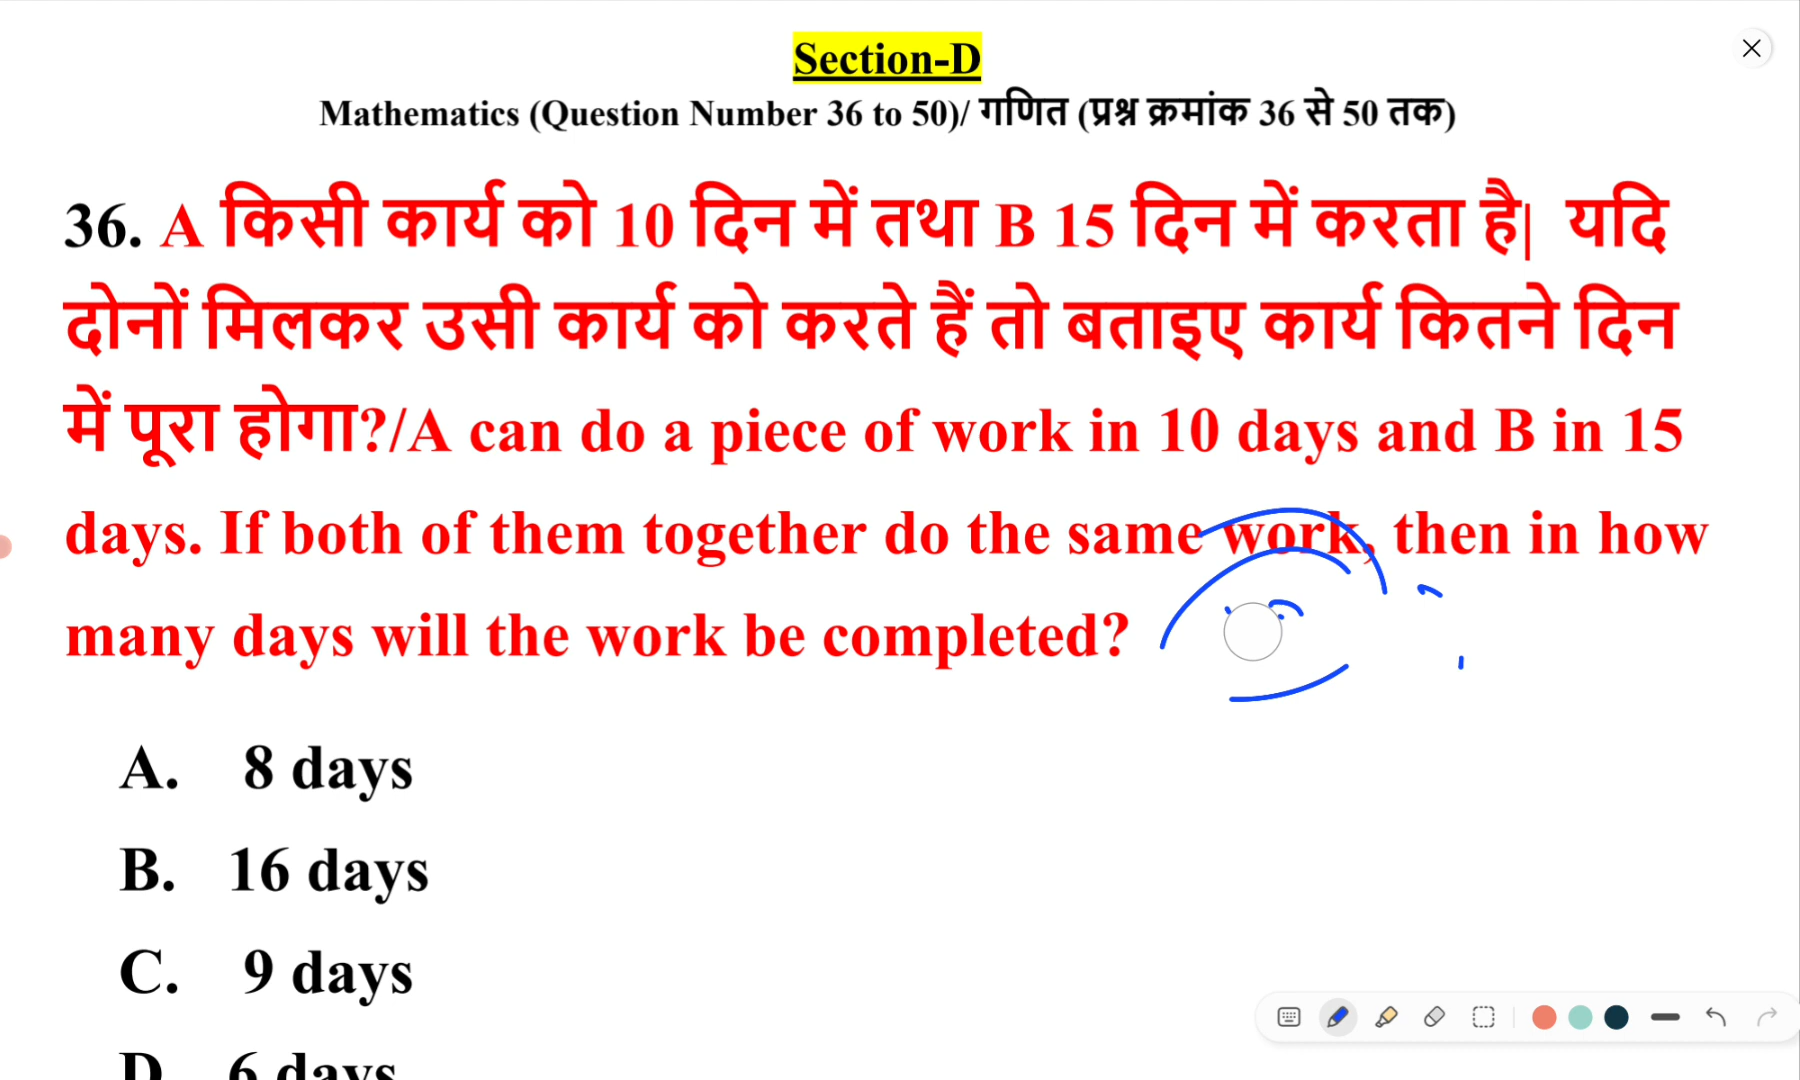 Section-D
Mathematics (Question Number 36 to 50)/ गणित (प्रश्न क्रमांक 36 से 50 तक)
36. A किसी कार्य को 10 दिन में तथा B 15 दिन में करता है| यदि
दोनों मिलकर उसी कार्य को करते हैं तो बताइए कार्य कितने दिन
में पूरा होगा?/A can do a piece of work in 10 days and B in 15
days. If both of them together do the same work, then in how
many days will the work be completed?
A. 8 days
B. 16 days
C. 9 days
D. 6 days